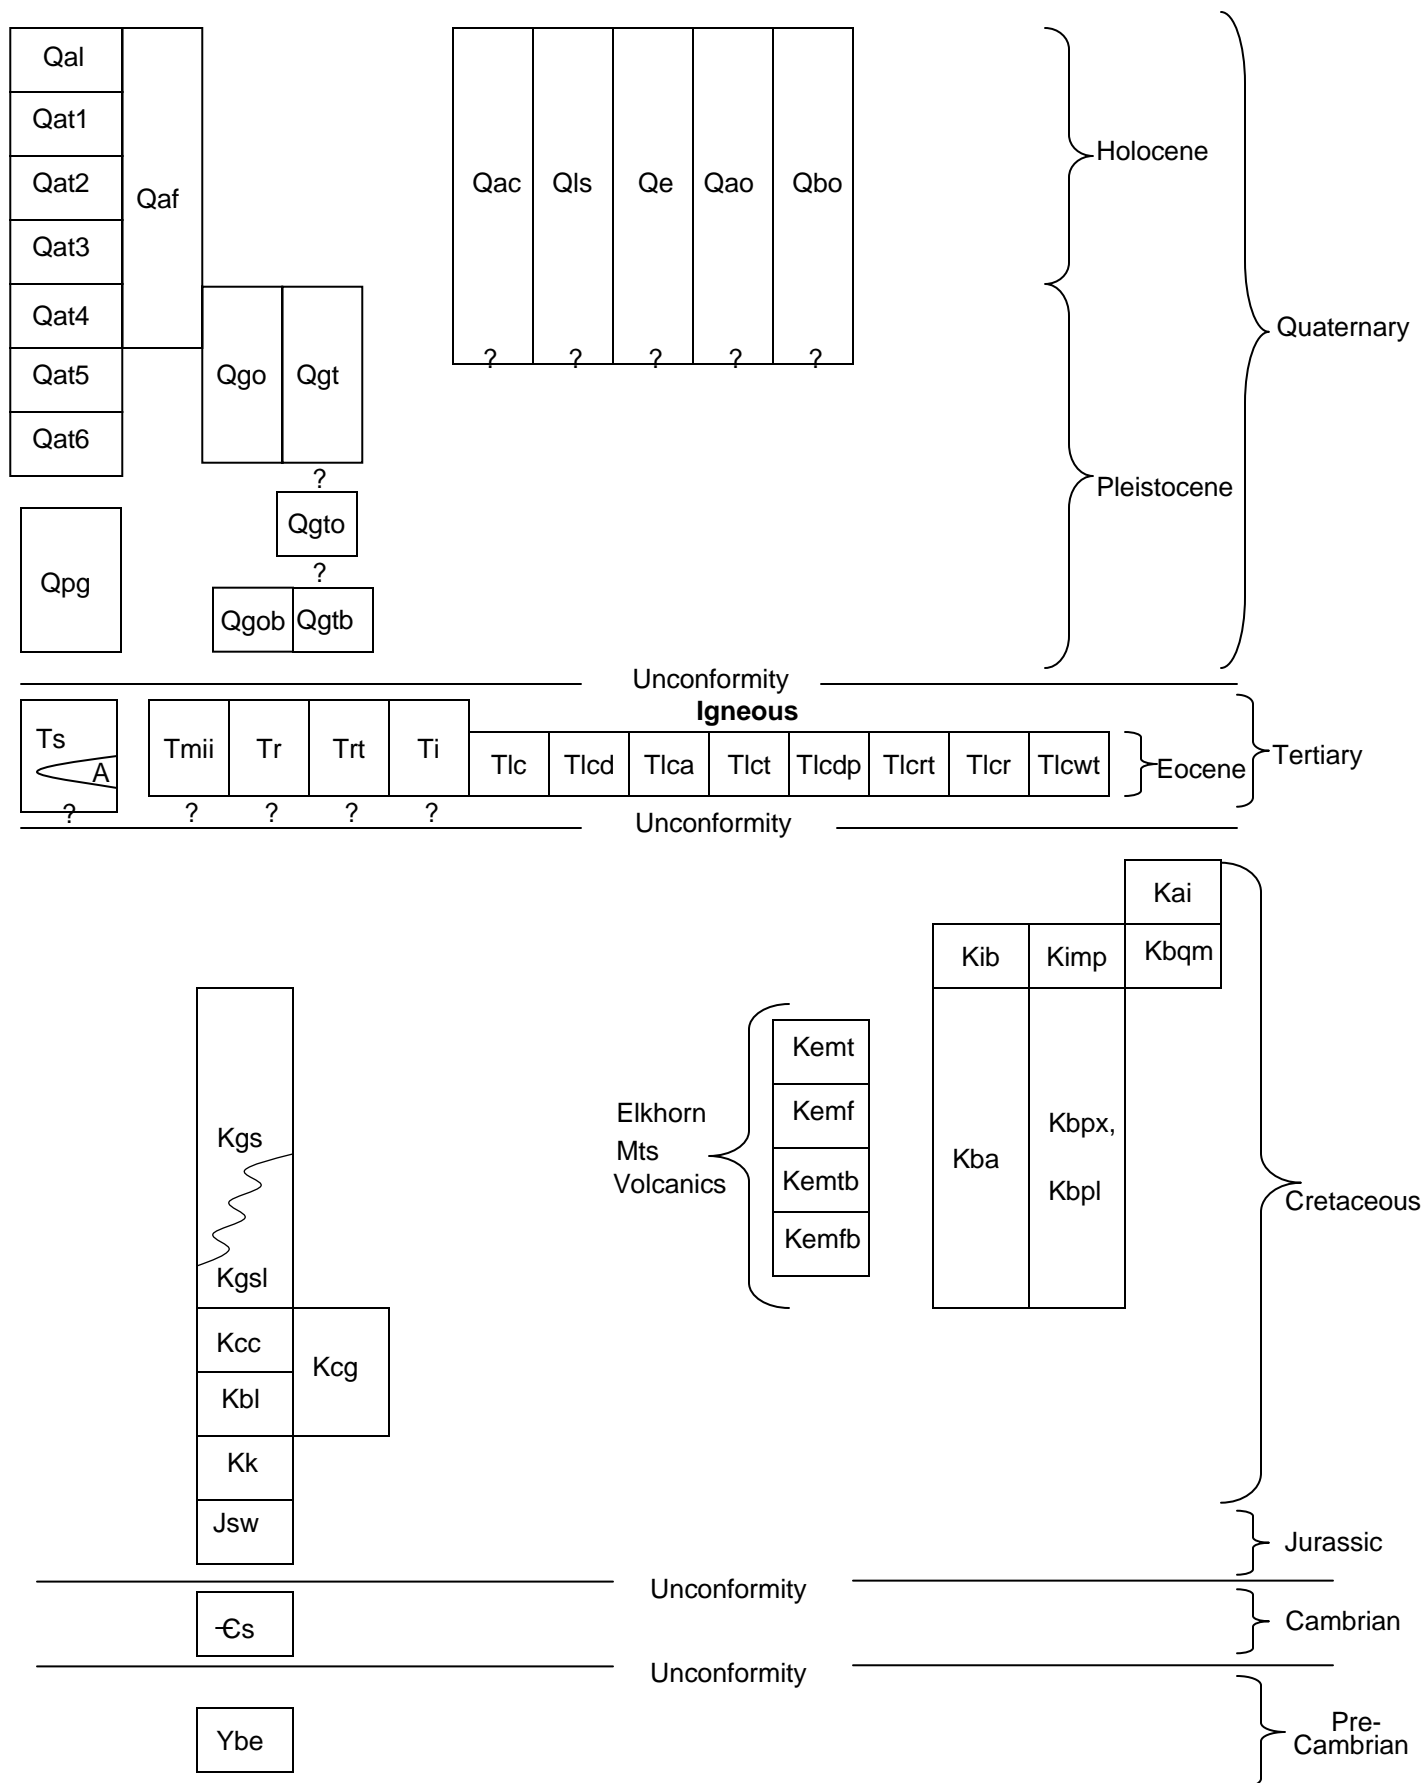 Qal
Qat1
Qat2
Qat3
Qat4
Qat5
Qat6
Qaf
Qgo
Qgt
?
Qgto
?
Qpg
Qgob
Qgtb
Qac
Qls
Qe
Qao
Qbo
?
?
?
?
?
Holocene
Pleistocene
Quaternary
Unconformity
Igneous
Ts
A
?
Tmii
Tr
Trt
Ti
?
?
?
?
Tlc
Tlcd
Tlca
Tlct
Tlcdp
Tlcrt
Tlcr
Tlcwt
Eocene
Tertiary
Unconformity
Kai
Kib
Kimp
Kbqm
Kgs
Kgsl
Kcc
Kbl
Kcg
Kk
Jsw
Elkhorn
Mts
Volcanics
Kemt
Kemf
Kemtb
Kemfb
Kba
Kbpx,
Kbpl
Cretaceous
Jurassic
Unconformity
Єs
Cambrian
Unconformity
Ybe
Pre-
Cambrian